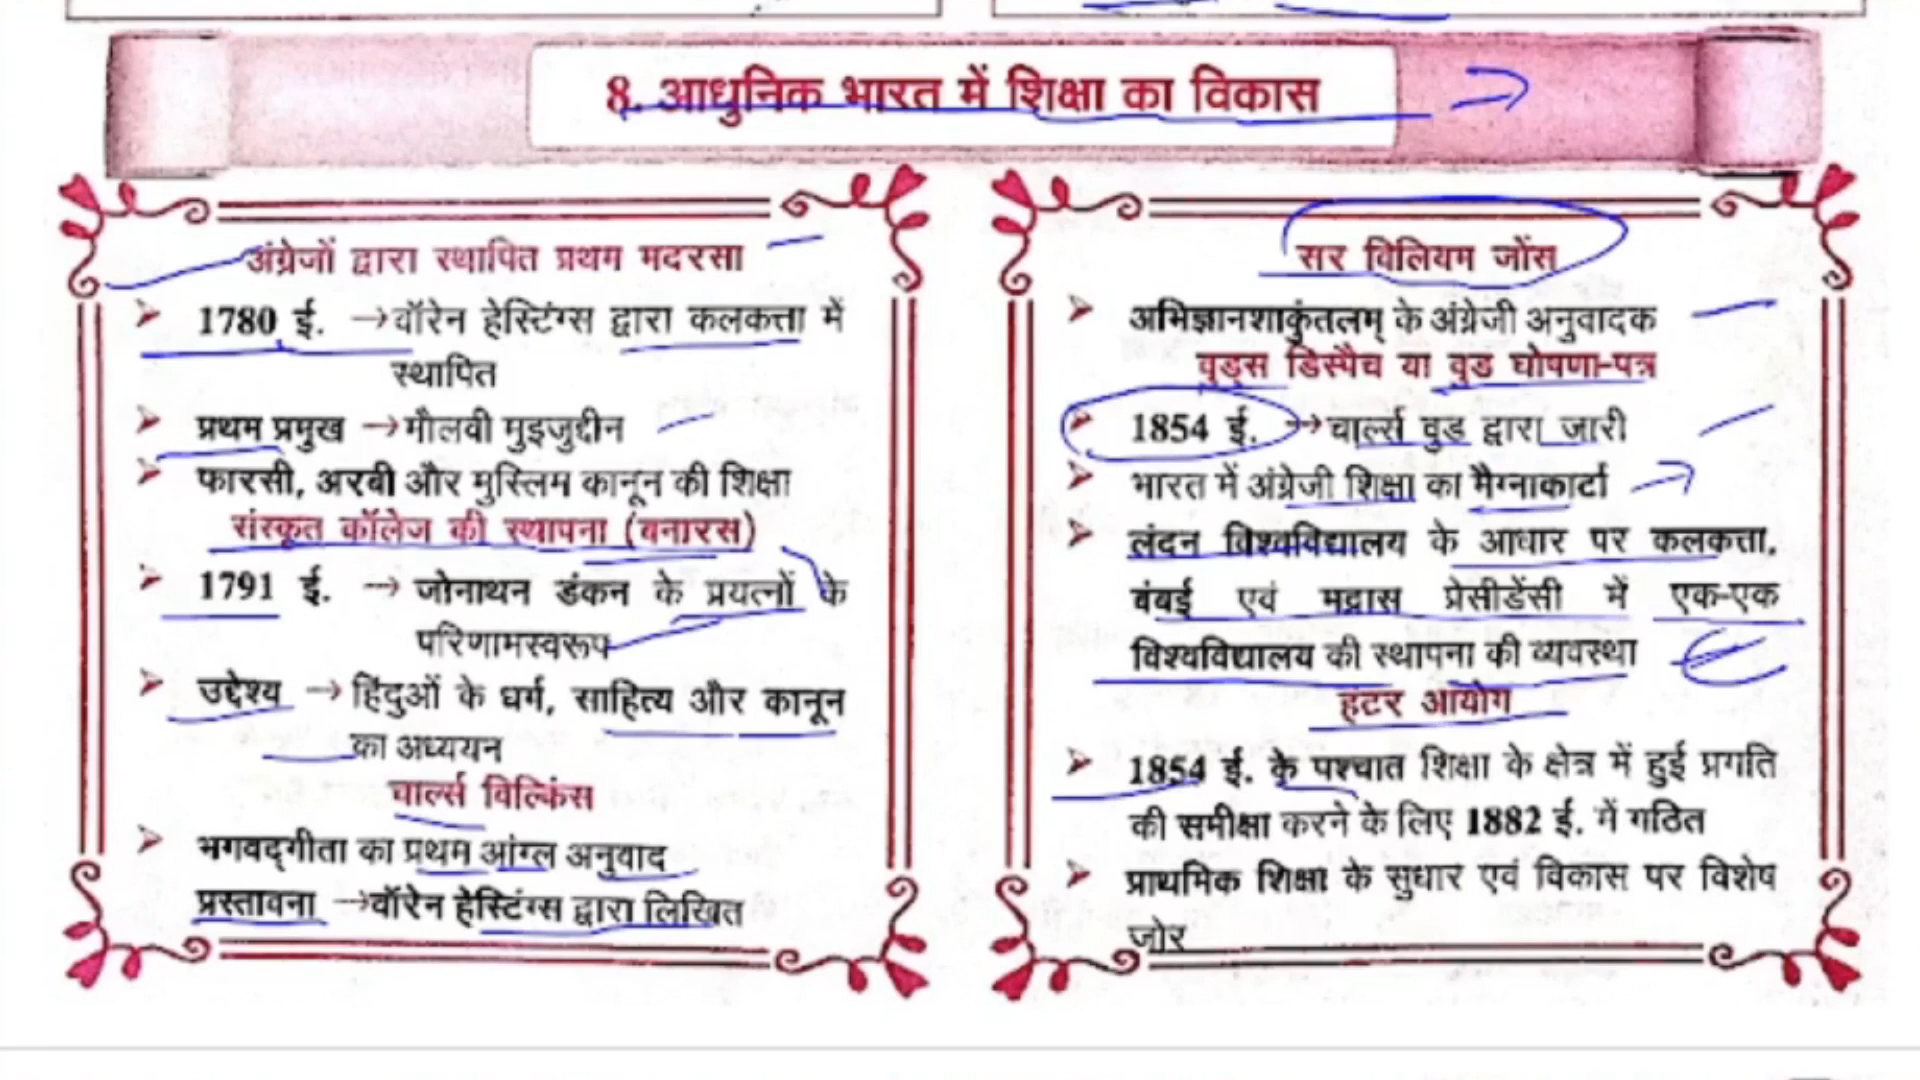 8. आधुनिक भारत में शिक्षा का विकास
अंग्रेजों द्वारा स्थापित प्रथम मदरसा
1780 ई. →वॉरेन हेस्टिंग्स द्वारा कलकत्ता में
स्थापित
प्रथम प्रमुख →मौलवी मुइजुद्दीन
फारसी, अरबी और मुस्लिम कानून की शिक्षा
संस्कृत कॉलेज की स्थापना (बनारस)
1791 ई. → जोनाथन डंकन के प्रयत्नों के
परिणामस्वरूप
उद्देश्य → हिंदुओं के धर्म, साहित्य और कानून
का अध्ययन
चार्ल्स विल्किंस
भगवद्गीता का प्रथम आंग्ल अनुवाद
प्रस्तावना →वॉरेन हेस्टिंग्स द्वारा लिखित
सर विलियम जोंस
अभिज्ञानशाकुंतलम् के अंग्रेजी अनुवादक
वुड्स डिस्पैच या वुड घोषणा-पत्र
1854 ई. →चार्ल्स वुड द्वारा जारी
भारत में अंग्रेजी शिक्षा का मैग्नाकार्टा
लंदन विश्वविद्यालय के आधार पर कलकत्ता,
बंबई एवं मद्रास प्रेसीडेंसी में एक-एक
विश्वविद्यालय की स्थापना की व्यवस्था
हंटर आयोग
1854 ई. के पश्चात शिक्षा के क्षेत्र में हुई प्रगति
की समीक्षा करने के लिए 1882 ई. में गठित
प्राथमिक शिक्षा के सुधार एवं विकास पर विशेष
जोर